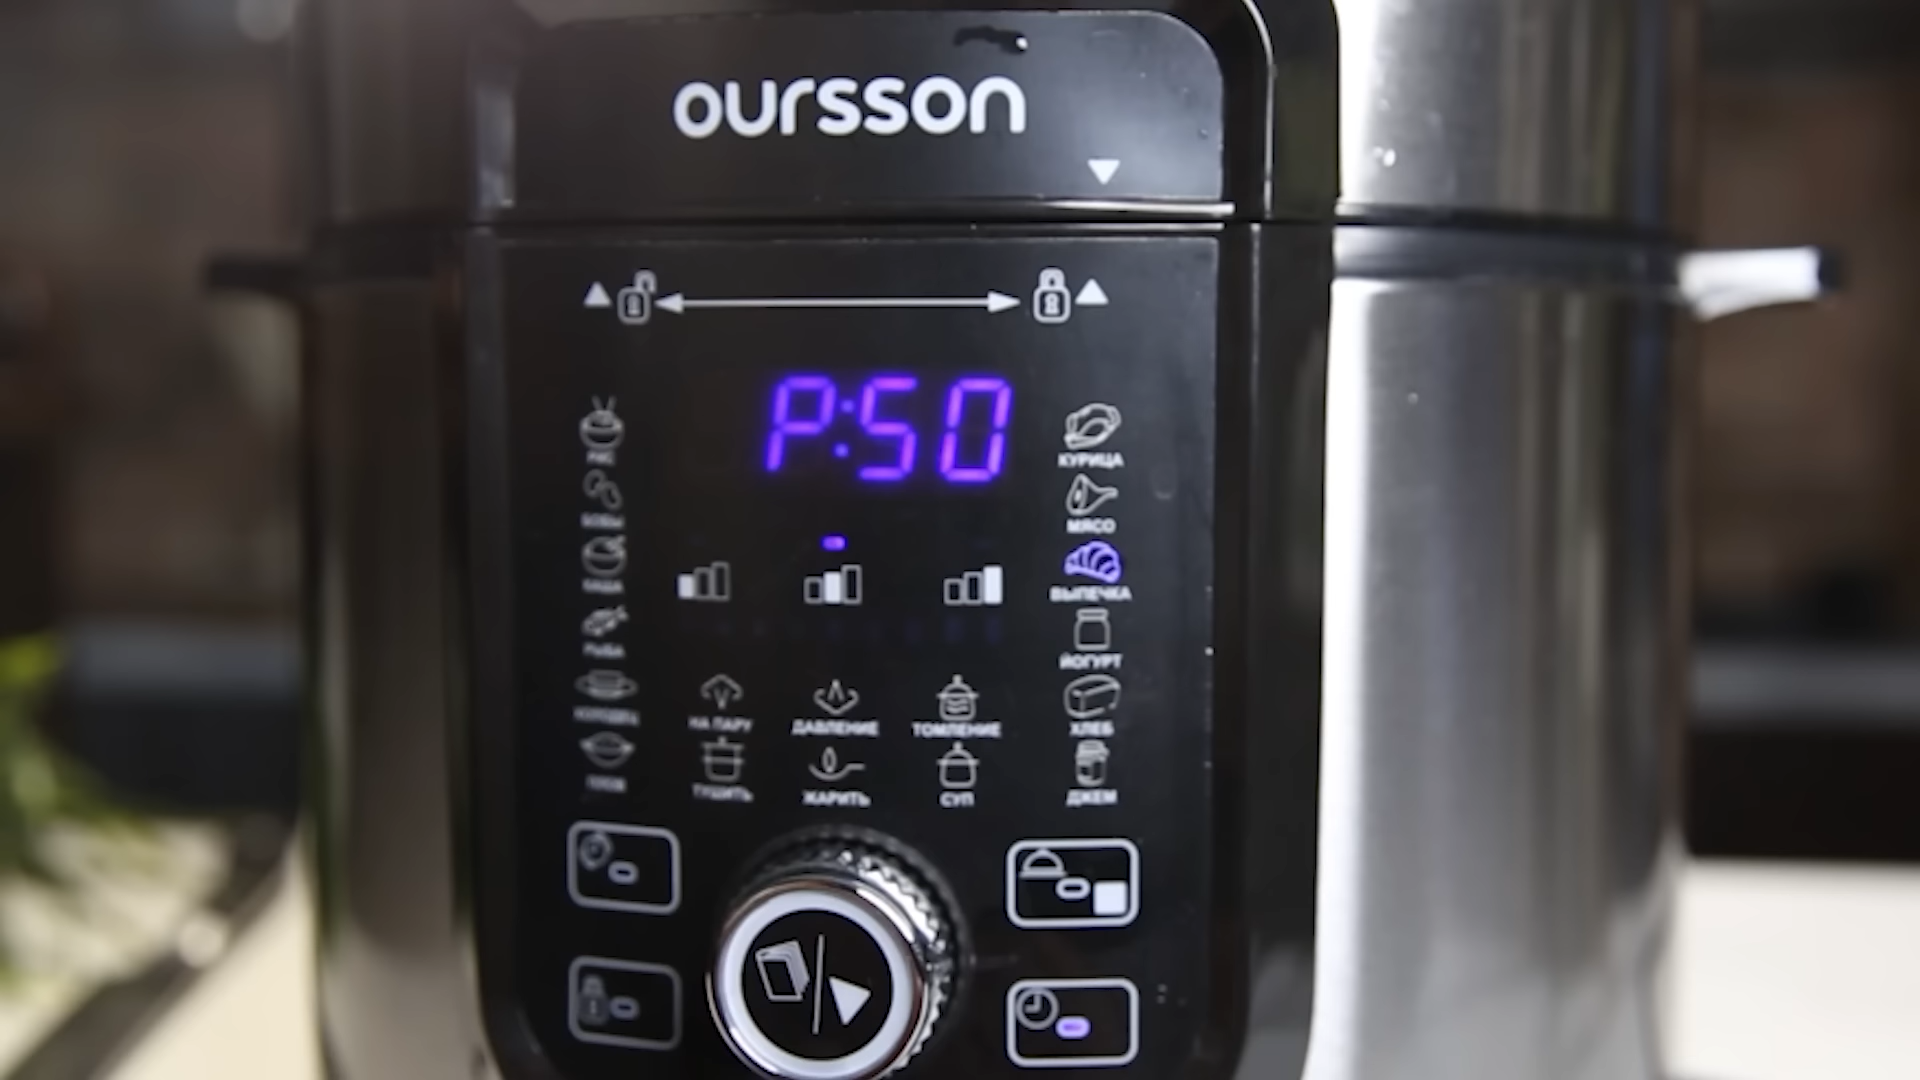 oursson
P:50
РИС
КУРИЦА
БОБЫ
МЯСО
КАША
ВЫПЕЧКА
РЫБА
ЙОГУРТ
ХОЛОДЕЦ
НА ПАРУ
ДАВЛЕНИЕ
ТОМЛЕНИЕ
ХЛЕБ
ПЛОВ
ТУШИТЬ
ЖАРИТЬ
СУП
ДЖЕМ